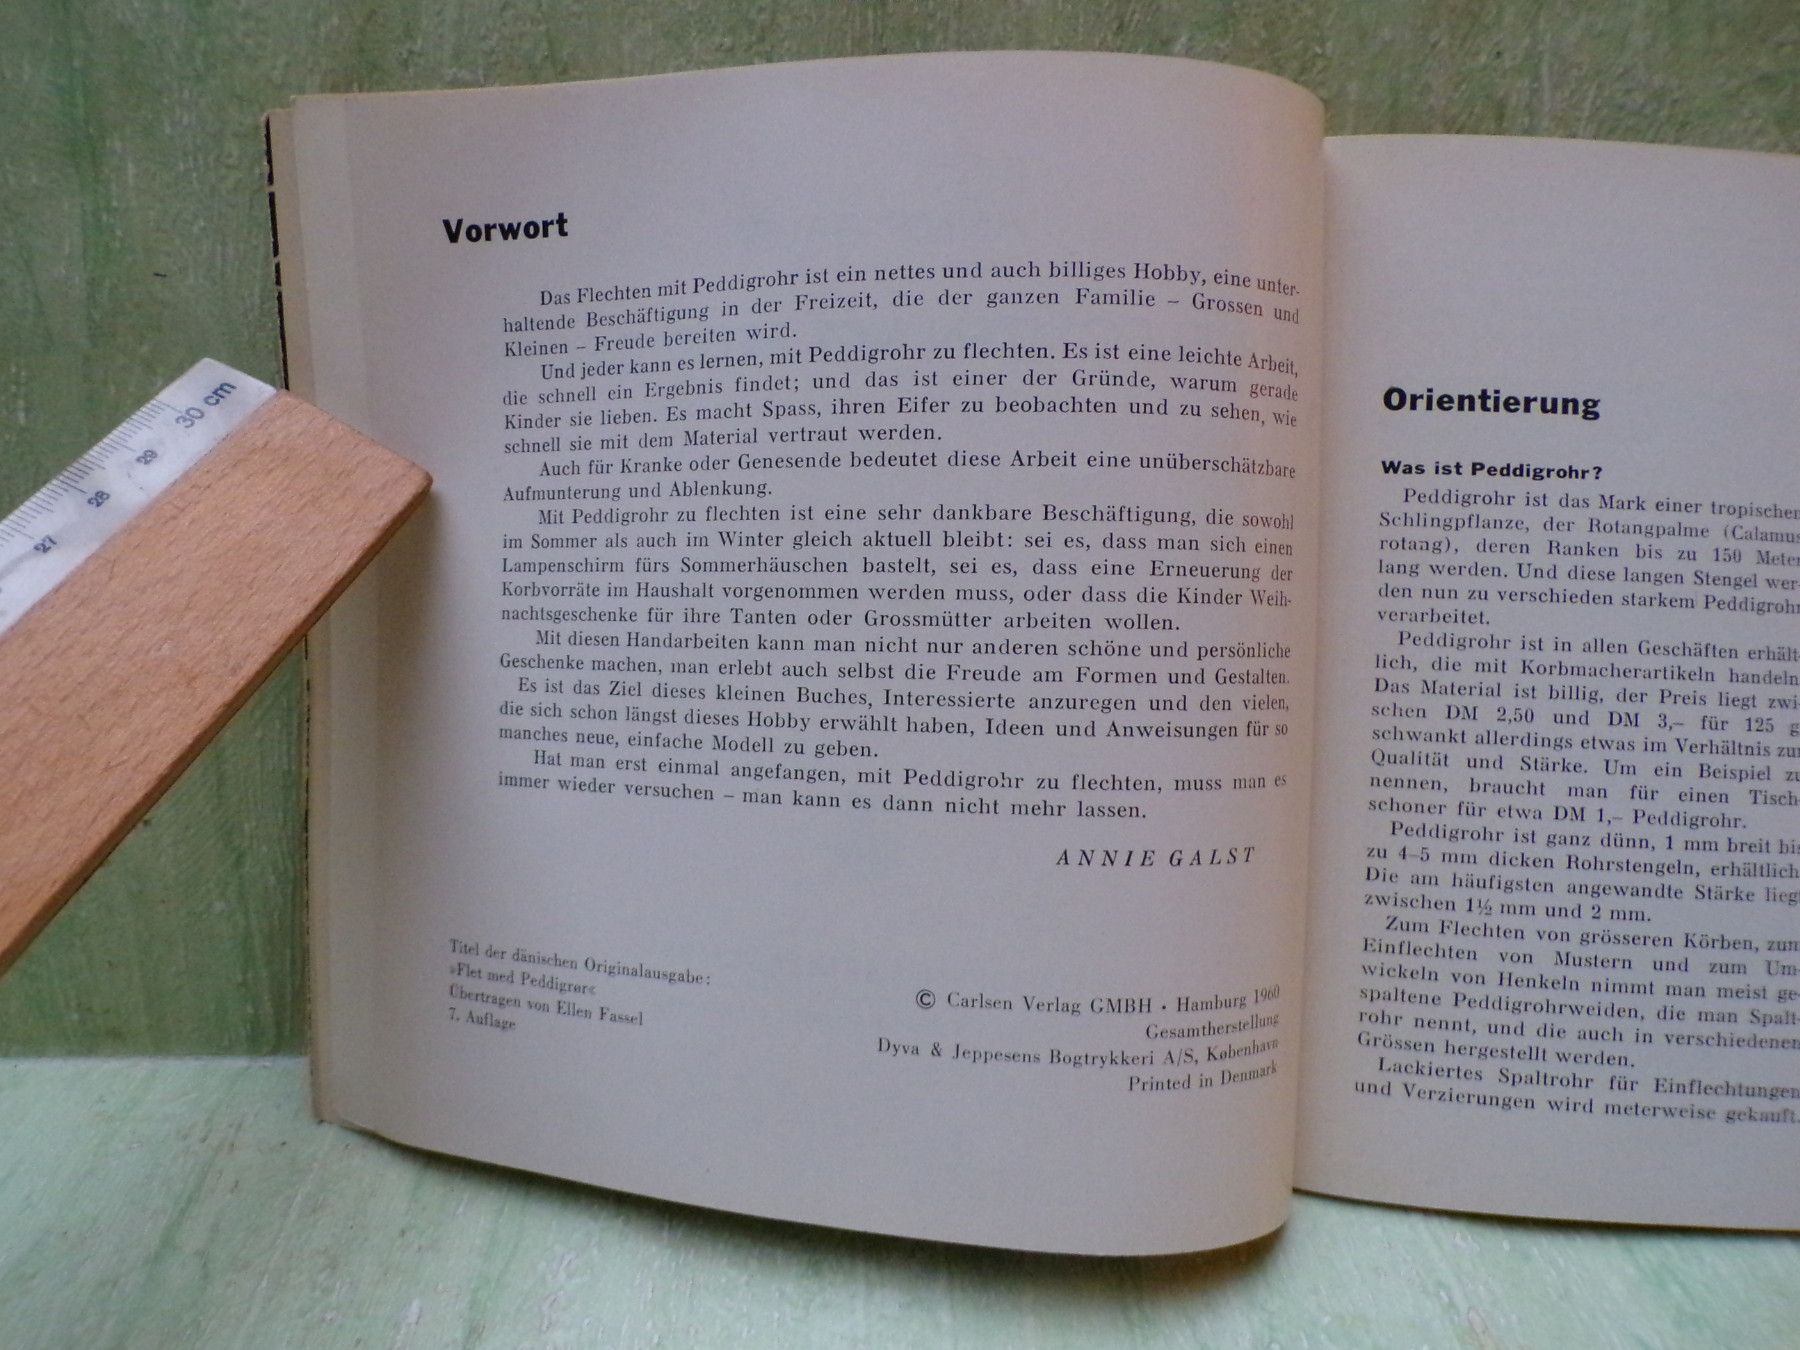 30 cm
29
28
27
Vorwort
Das Flechten mit Peddigrohr ist ein nettes und auch billiges Hobby, eine unter-
haltende Beschäftigung in der Freizeit, die der ganzen Familie – Grossen und
Kleinen – Freude bereiten wird.
Und jeder kann es lernen, mit Peddigrohr zu flechten. Es ist eine leichte Arbeit,
die schnell ein Ergebnis findet; und das ist einer der Gründe, warum gerade
Kinder sie lieben. Es macht Spass, ihren Eifer zu beobachten und zu sehen, wie
schnell sie mit dem Material vertraut werden.
Auch für Kranke oder Genesende bedeutet diese Arbeit eine unüberschätzbare
Aufmunterung und Ablenkung.
Mit Peddigrohr zu flechten ist eine sehr dankbare Beschäftigung, die sowohl
im Sommer als auch im Winter gleich aktuell bleibt: sei es, dass man sich einen
Lampenschirm fürs Sommerhäuschen bastelt, sei es, dass eine Erneuerung der
Korbvorräte im Haushalt vorgenommen werden muss, oder dass die Kinder Weih-
nachtsgeschenke für ihre Tanten oder Grossmütter arbeiten wollen.
Mit diesen Handarbeiten kann man nicht nur anderen schöne und persönliche
Geschenke machen, man erlebt auch selbst die Freude am Formen und Gestalten.
Es ist das Ziel dieses kleinen Buches, Interessierte anzuregen und den vielen,
die sich schon längst dieses Hobby erwählt haben, Ideen und Anweisungen für so
manches neue, einfache Modell zu geben.
Hat man erst einmal angefangen, mit Peddigrohr zu flechten, muss man es
immer wieder versuchen – man kann es dann nicht mehr lassen.
ANNIE GALST
Titel der dänischen Originalausgabe:
»Flet med Peddigrør«
Übertragen von Ellen Fassel
7. Auflage
© Carlsen Verlag GMBH · Hamburg 1960
Gesamtherstellung
Dyva & Jeppesens Bogtrykkeri A/S, København
Printed in Denmark
Orientierung
Was ist Peddigrohr?
Peddigrohr ist das Mark einer tropischen
Schlingpflanze, der Rotangpalme (Calamus
rotang), deren Ranken bis zu 150 Meter
lang werden. Und diese langen Stengel wer-
den nun zu verschieden starkem Peddigrohr
verarbeitet.
Peddigrohr ist in allen Geschäften erhält-
lich, die mit Korbmacherartikeln handeln.
Das Material ist billig, der Preis liegt zwi-
schen DM 2,50 und DM 3,– für 125 g
schwankt allerdings etwas im Verhältnis zur
Qualität und Stärke. Um ein Beispiel zu
nennen, braucht man für einen Tisch-
schoner für etwa DM 1,– Peddigrohr.
Peddigrohr ist ganz dünn, 1 mm breit bis
zu 4–5 mm dicken Rohrstengeln, erhältlich.
Die am häufigsten angewandte Stärke liegt
zwischen 1½ mm und 2 mm.
Zum Flechten von grösseren Körben, zum
Einflechten von Mustern und zum Um-
wickeln von Henkeln nimmt man meist ge-
spaltene Peddigrohrweiden, die man Spalt-
rohr nennt, und die auch in verschiedenen
Grössen hergestellt werden.
Lackiertes Spaltrohr für Einflechtungen
und Verzierungen wird meterweise gekauft.